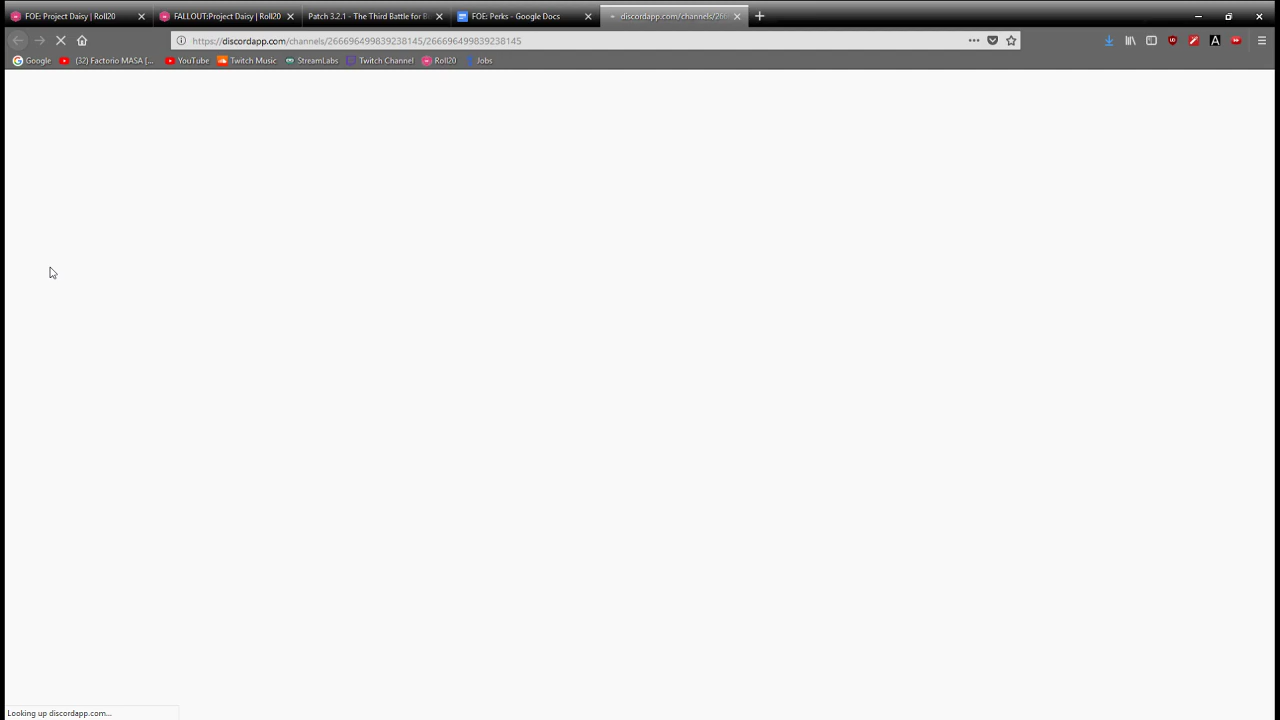 FOE: Project Daisy | Roll20
FALLOUT:Project Daisy | Roll20
Patch 3.2.1 - The Third Battle for B
FOE: Perks - Google Docs
discordapp.com/channels/266
https://discordapp.com/channels/266696499839238145/266696499839238145
Google
(32) Factorio MASA [...
YouTube
Twitch Music
StreamLabs
Twitch Channel
Roll20
Jobs
Looking up discordapp.com...